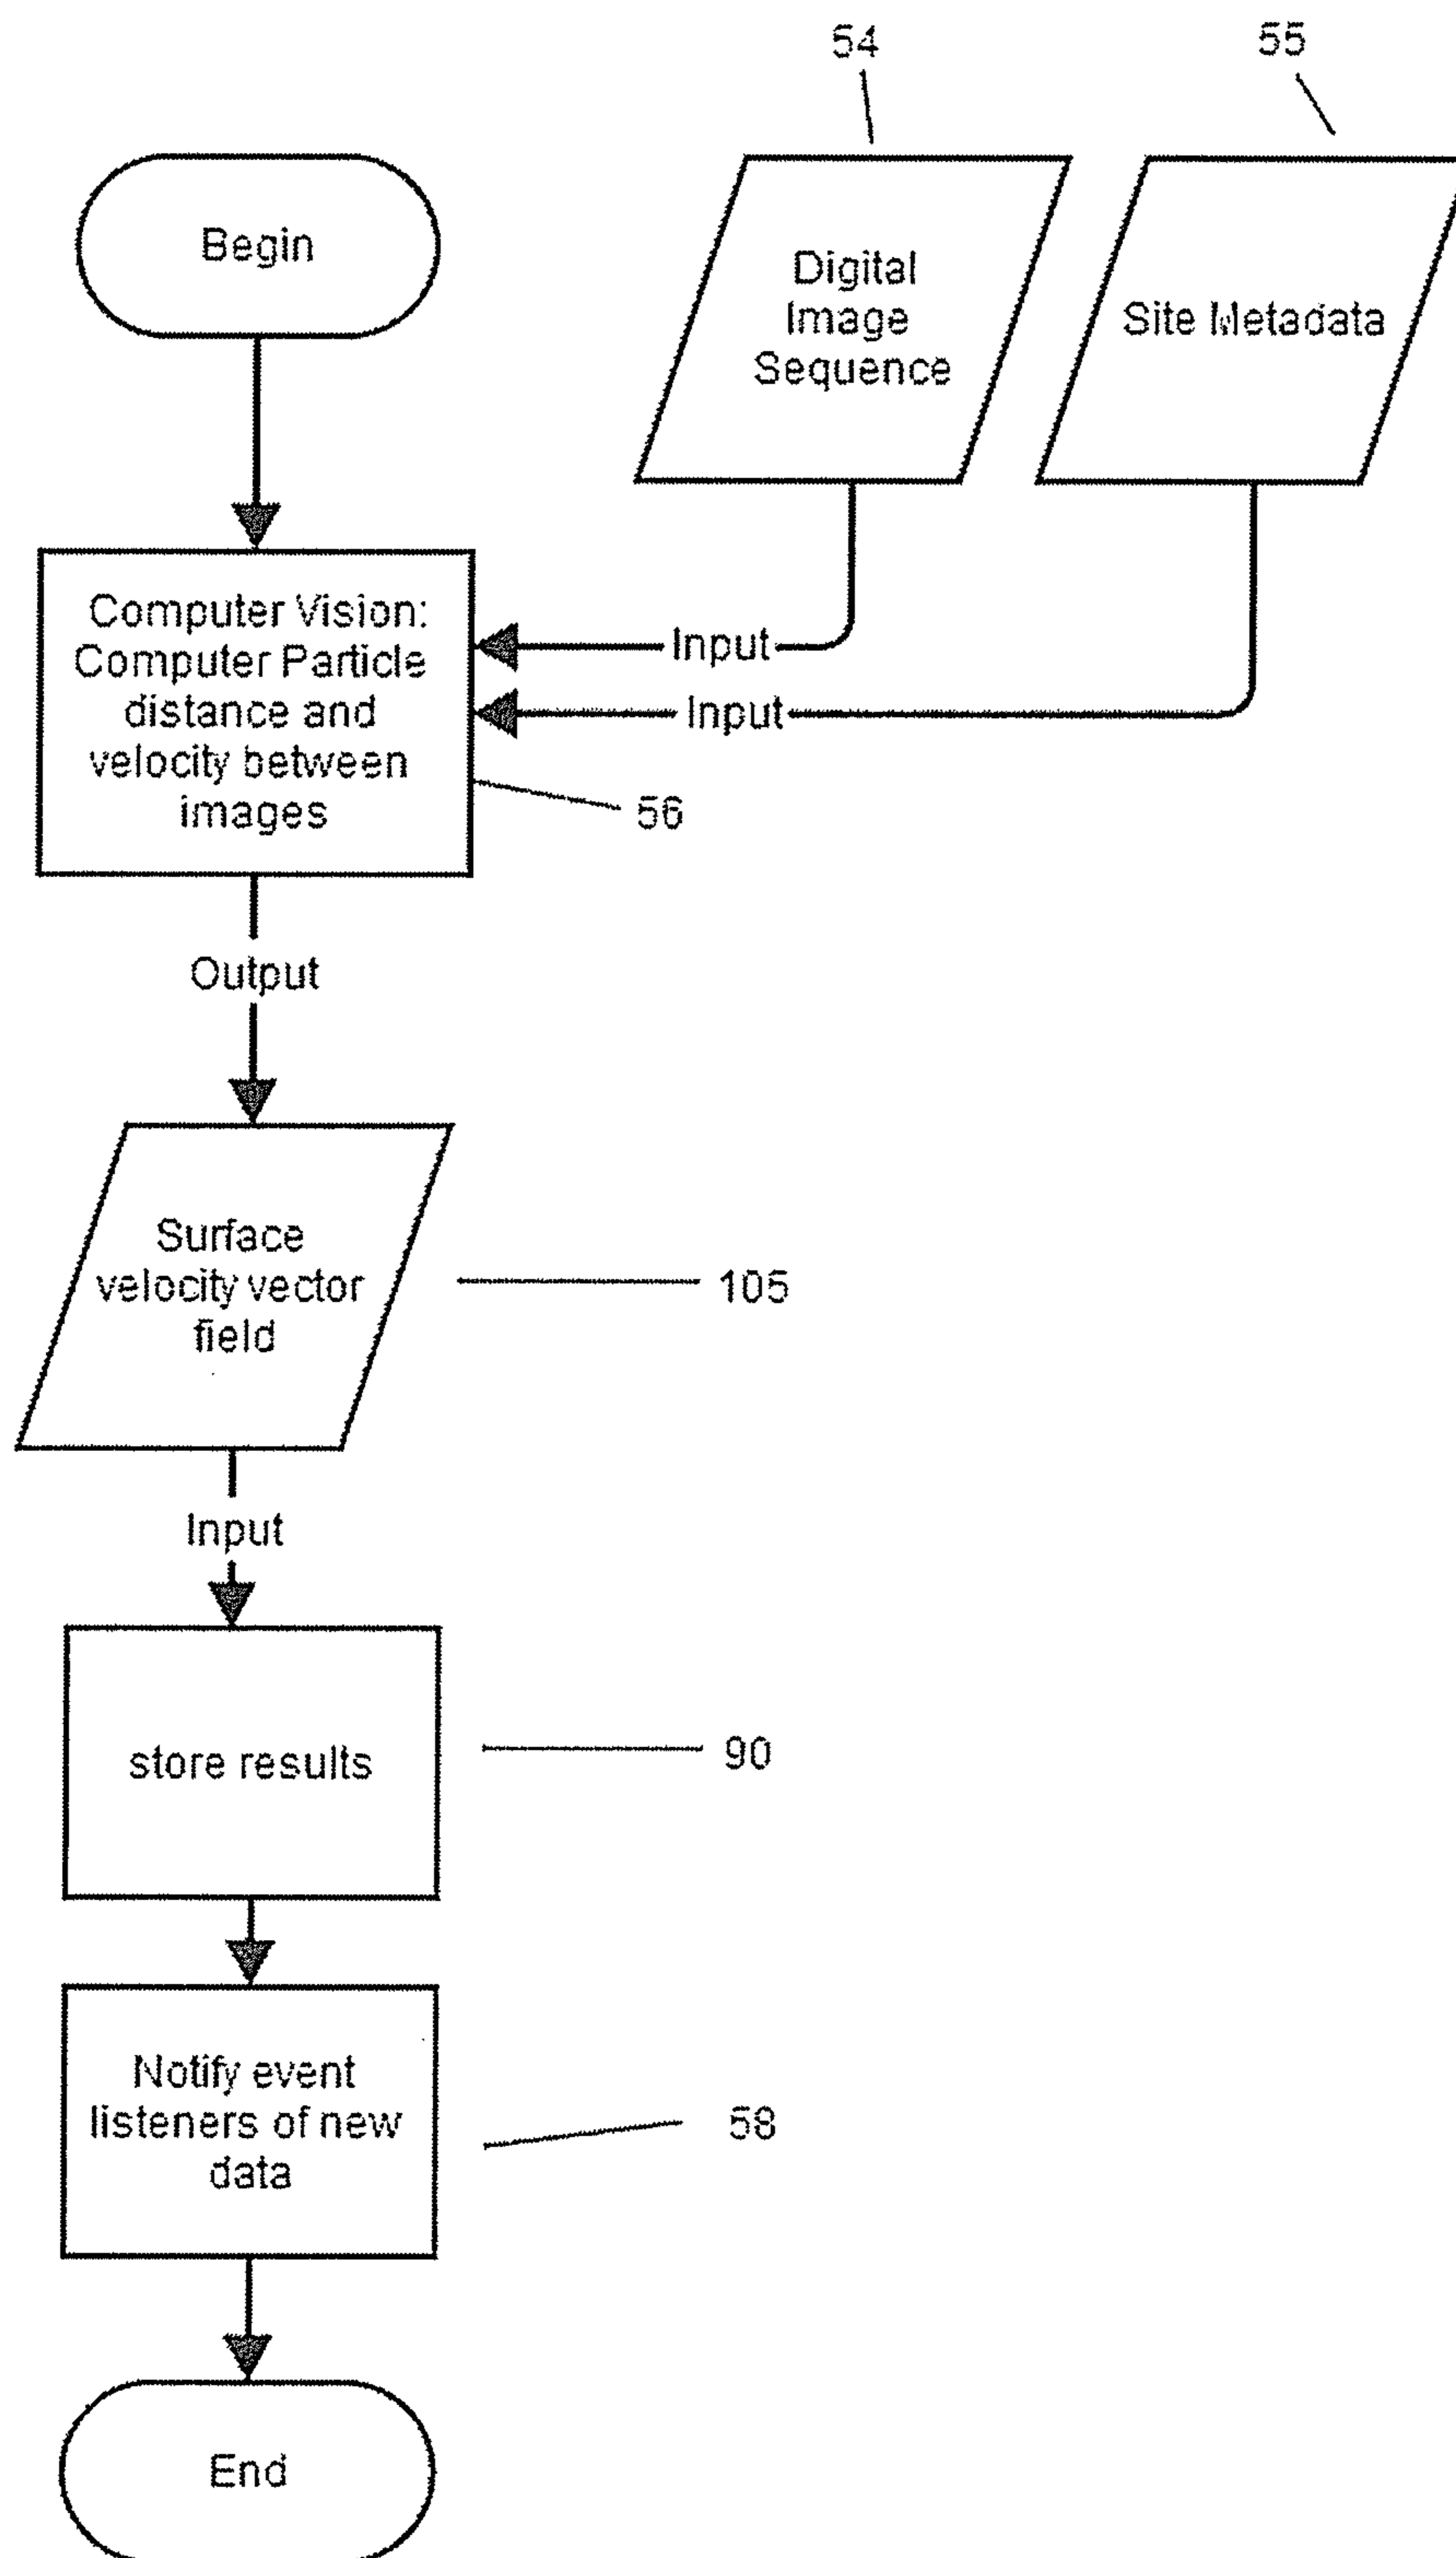 54
55
Begin
Digital
Image
Sequence
Site Metadata
Computer Vision:
Computer Particle
distance and
velocity between
images
Input
Input
56
Output
Surface
velocity vector
field
105
Input
store results
90
Notify event
listeners of new
data
58
End